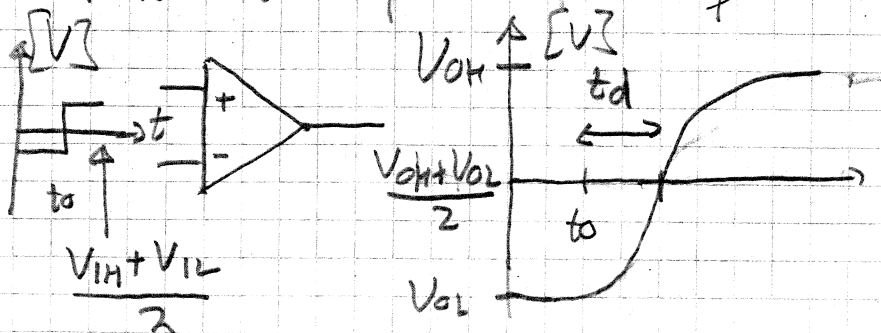 [V]
t
to
VIH + VIL
2
+
-
[V]
VOH
td
VOH+VOL
2
to
VOL